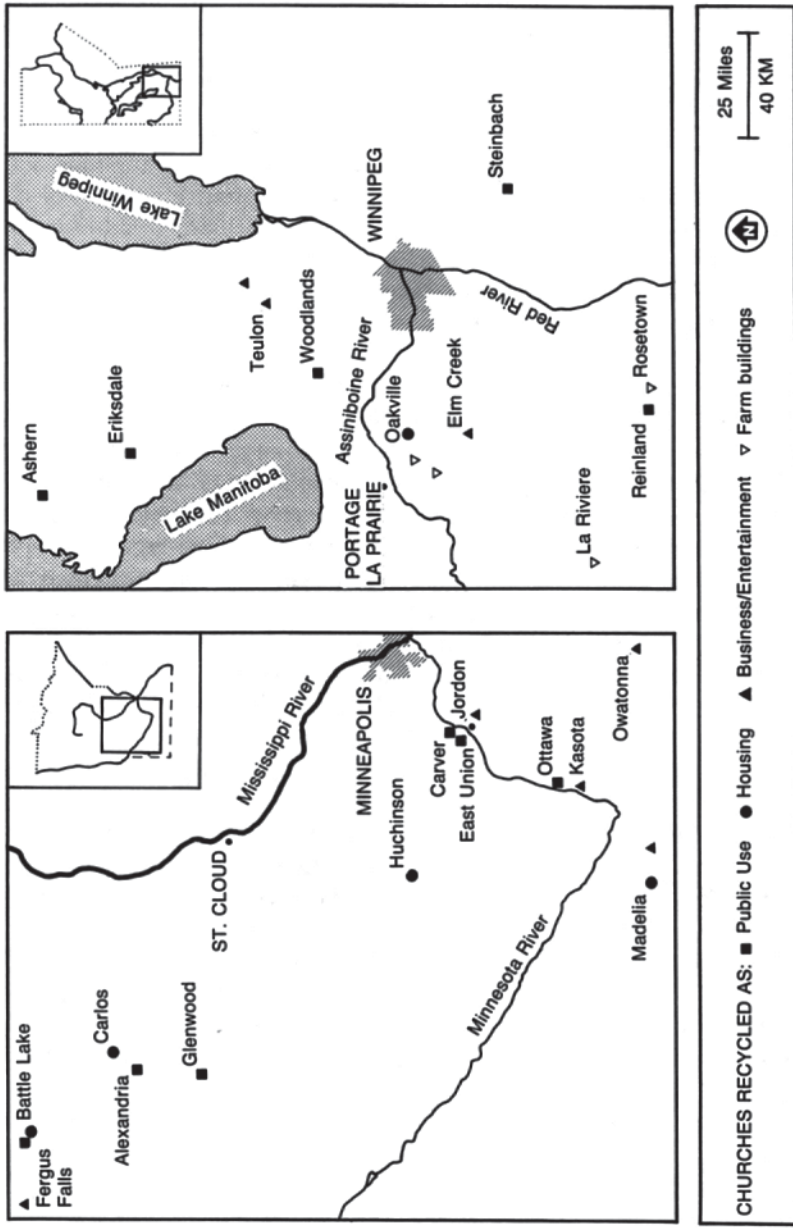 Fergus
Falls
Battle Lake
Carlos
Alexandria
Glenwood
ST. CLOUD
Mississippi River
MINNEAPOLIS
Huchinson
Carver
East Union
Jordon
Ottawa
Kasota
Owatonna
Madelia
Minnesota River
Ashern
Eriksdale
Lake Manitoba
Lake Winnipeg
Teulon
Woodlands
Assiniboine River
WINNIPEG
PORTAGE
LA PRAIRIE
Oakville
Elm Creek
Red River
Steinbach
La Riviere
Reinland
Rosetown
CHURCHES RECYCLED AS: Public Use Housing Business/Entertainment Farm buildings
N
25 Miles
40 KM